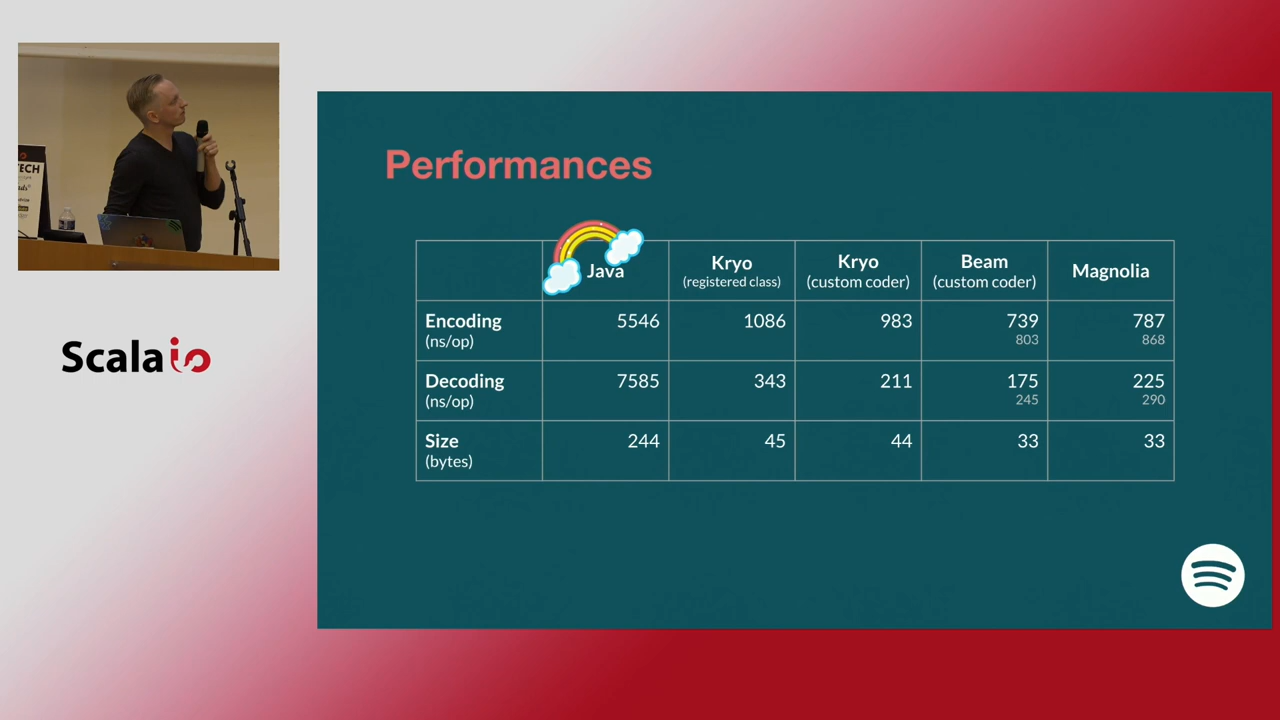 TECH
Scala
Performances
Java
Kryo
(registered class)
Kryo
(custom coder)
Beam
(custom coder)
Magnolia
Encoding
(ns/op)
5546
1086
983
739
803
787
868
Decoding
(ns/op)
7585
343
211
175
245
225
290
Size
(bytes)
244
45
44
33
33